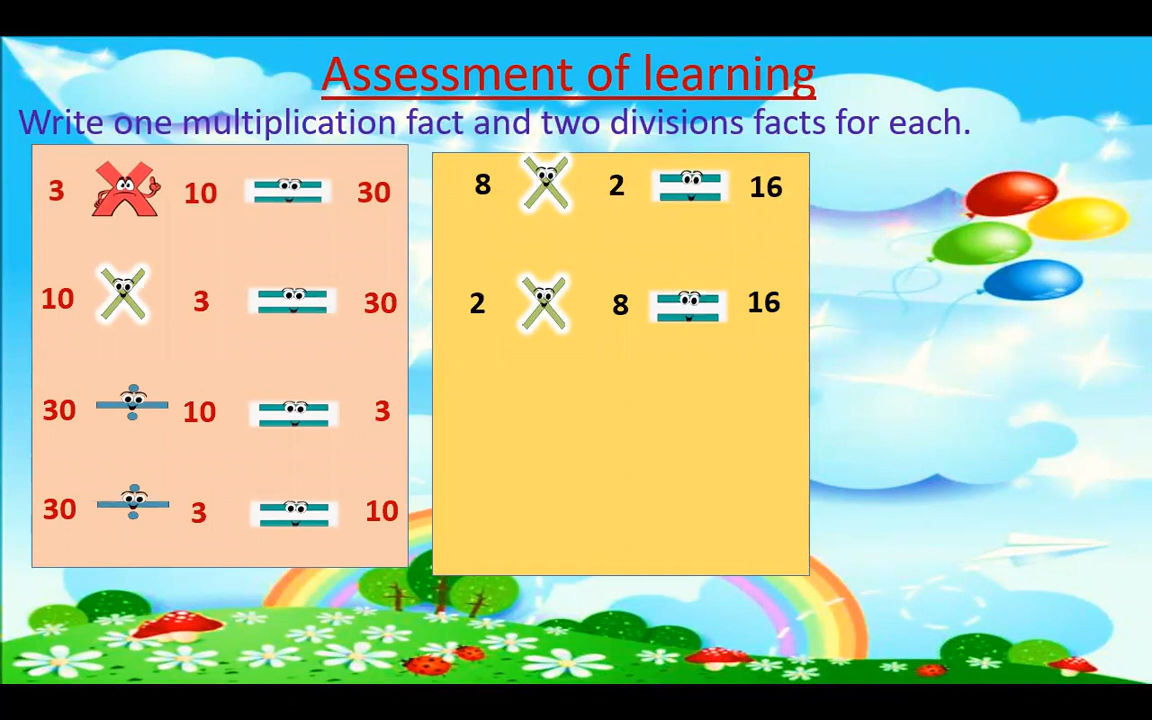 Assessment of learning
Write one multiplication fact and two divisions facts for each.
3 X 10 = 30
10 X 3 = 30
30 ÷ 10 = 3
30 ÷ 3 = 10
8 X 2 = 16
2 X 8 = 16